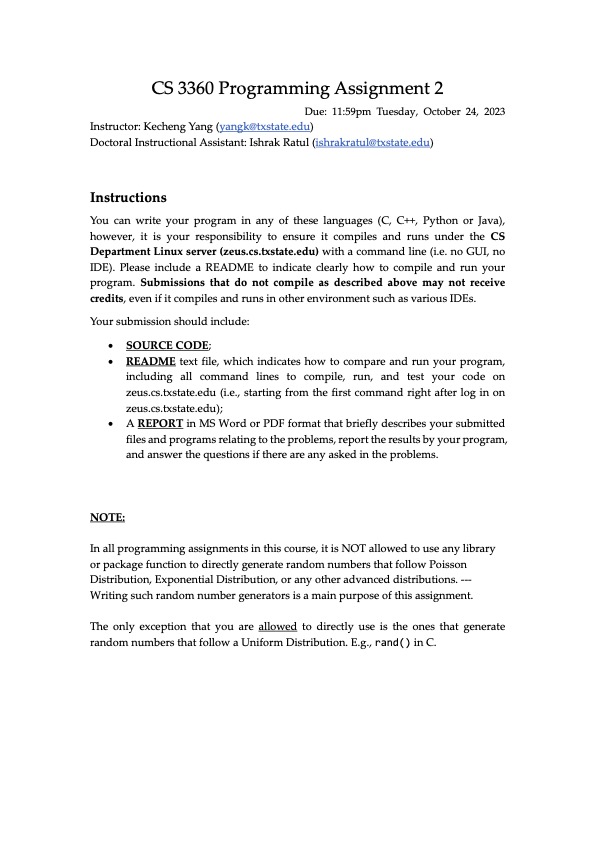 CS 3360 Programming Assignment 2
Due: 11:59pm Tuesday, October 24, 2023
Instructor: Kecheng Yang (yangk@txstate.edu)
Doctoral Instructional Assistant: Ishrak Ratul (ishrakratul@txstate.edu)
Instructions
You can write your program in any of these languages (C, C++, Python or Java),
however, it is your responsibility to ensure it compiles and runs under the CS
Department Linux server (zeus.cs.txstate.edu) with a command line (i.e. no GUI, no
IDE). Please include a README to indicate clearly how to compile and run your
program. Submissions that do not compile as described above may not receive
credits, even if it compiles and runs in other environment such as various IDEs.
Your submission should include:
• SOURCE CODE;
• README text file, which indicates how to compare and run your program,
including all command lines to compile, run, and test your code on
zeus.cs.txstate.edu (i.e., starting from the first command right after log in on
zeus.cs.txstate.edu);
• A REPORT in MS Word or PDF format that briefly describes your submitted
files and programs relating to the problems, report the results by your program,
and answer the questions if there are any asked in the problems.
NOTE:
In all programming assignments in this course, it is NOT allowed to use any library
or package function to directly generate random numbers that follow Poisson
Distribution, Exponential Distribution, or any other advanced distributions. ---
Writing such random number generators is a main purpose of this assignment.
The only exception that you are allowed to directly use is the ones that generate
random numbers that follow a Uniform Distribution. E.g., rand() in C.